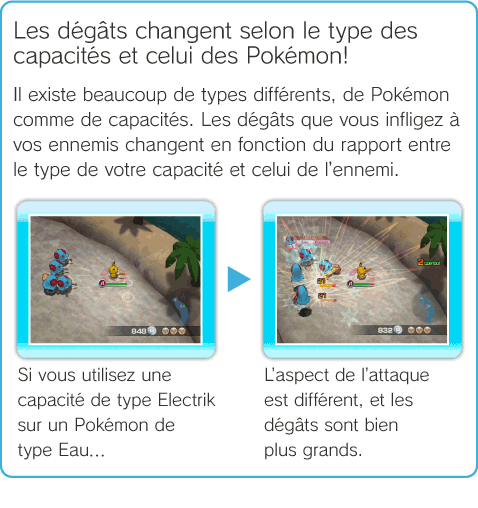 Les dégâts changent selon le type des
capacités et celui des Pokémon!
Il existe beaucoup de types différents, de Pokémon
comme de capacités. Les dégâts que vous infligez à
vos ennemis changent en fonction du rapport entre
le type de votre capacité et celui de l'ennemi.
848
832
Si vous utilisez une
capacité de type Electrik
sur un Pokémon de
type Eau...
L'aspect de l'attaque
est différent, et les
dégâts sont bien
plus grands.